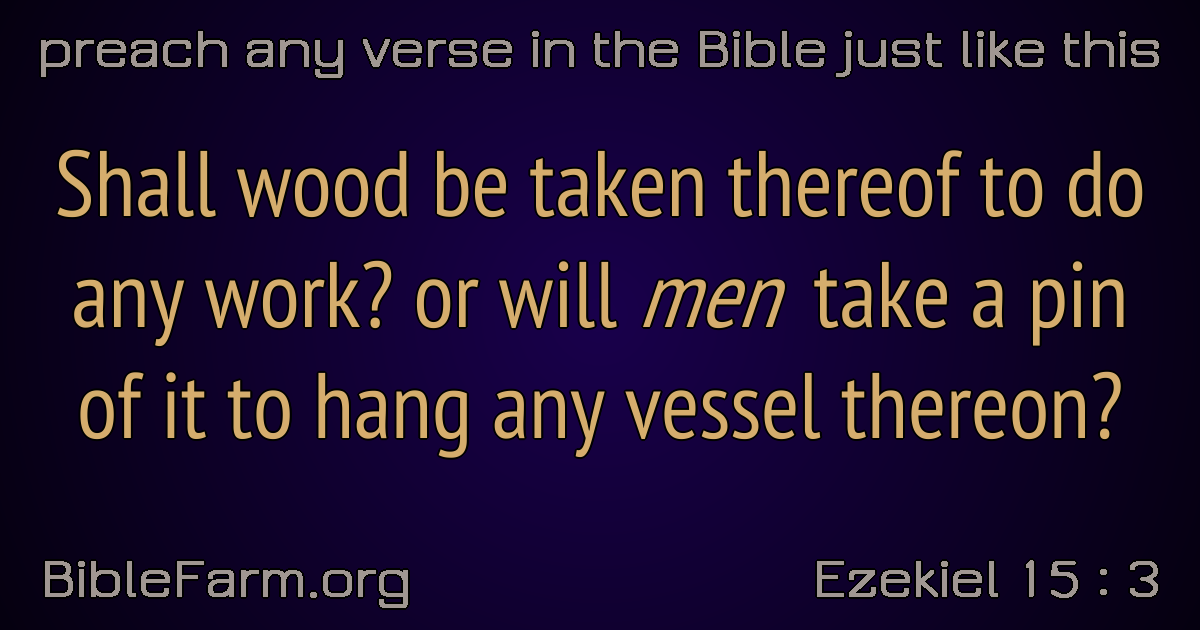 preach any verse in the Bible just like this
Shall wood be taken thereof to do
any work? or will men take a pin
of it to hang any vessel thereon?
BibleFarm.org
Ezekiel 15 : 3